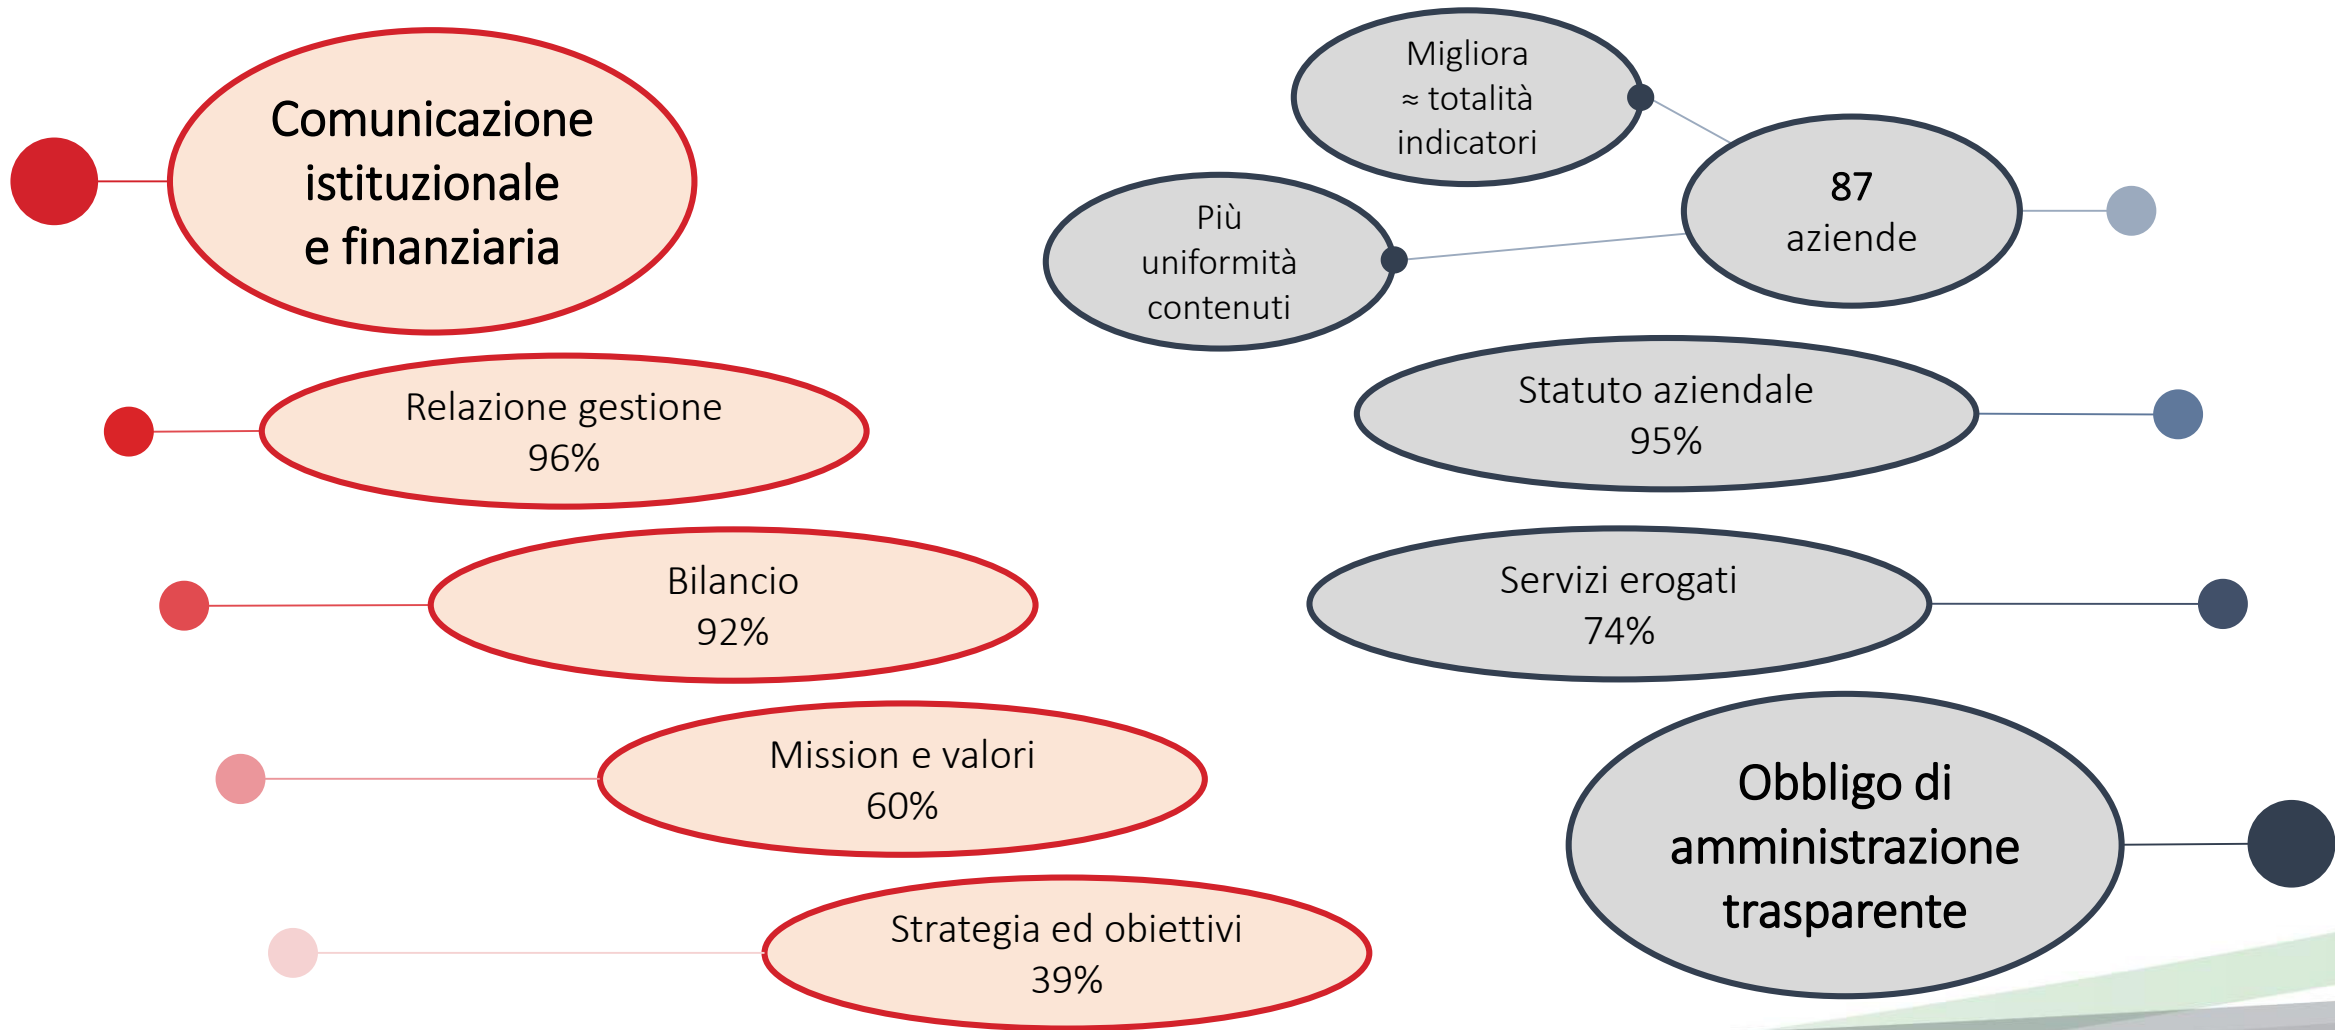 Comunicazione
istituzionale
e finanziaria
Relazione gestione
96%
Bilancio
92%
Mission e valori
60%
Strategia ed obiettivi
39%
Migliora
≈ totalità
indicatori
Più
uniformità
contenuti
87
aziende
Statuto aziendale
95%
Servizi erogati
74%
Obbligo di
amministrazione
trasparente